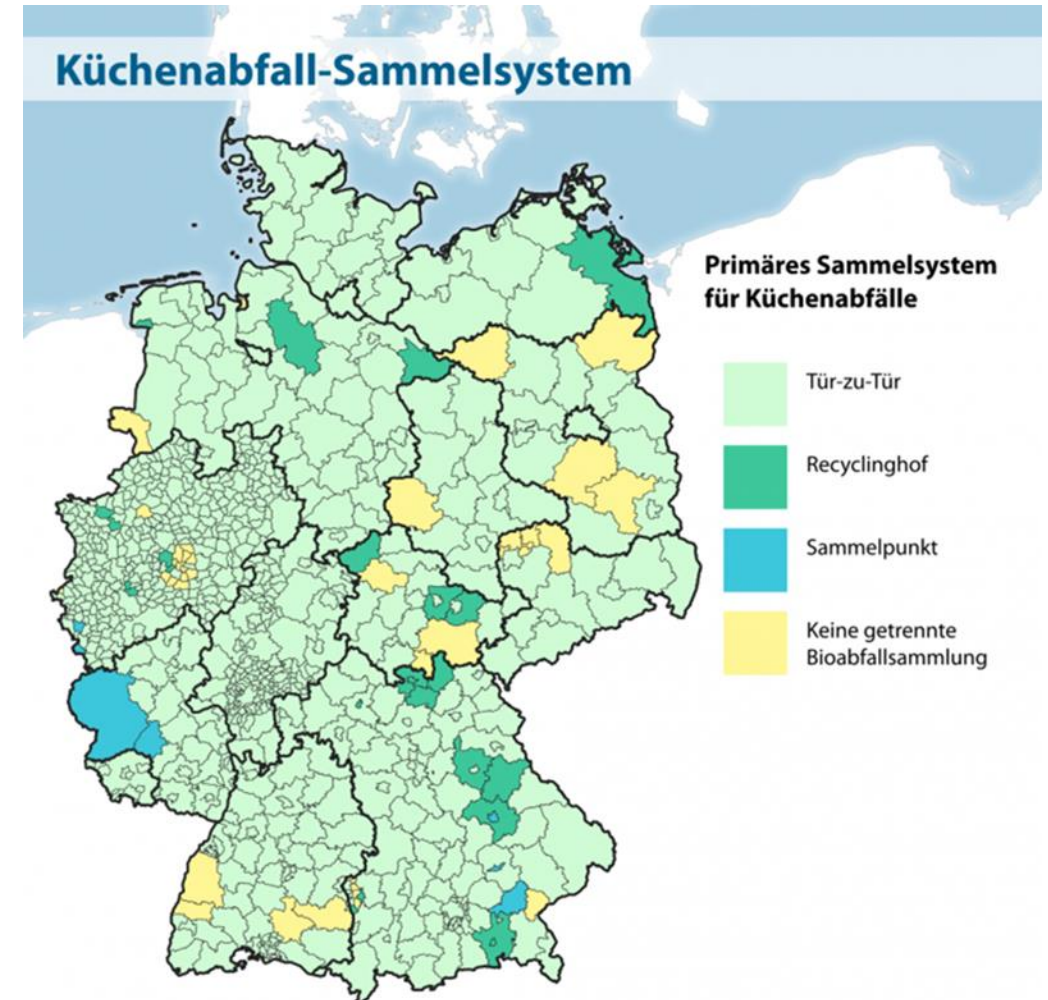 Küchenabfall-Sammelsystem
Primäres Sammelsystem
für Küchenabfälle
Tür-zu-Tür
Recyclinghof
Sammelpunkt
Keine getrennte
Bioabfallsammlung